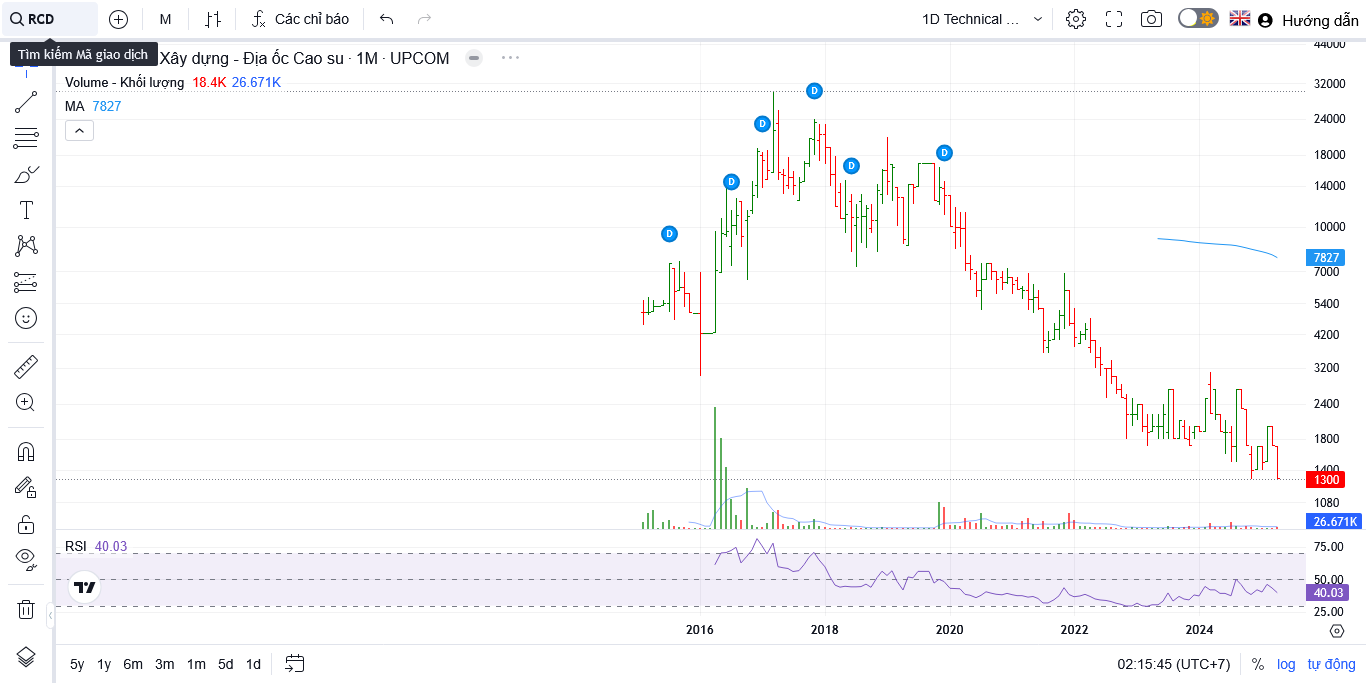 RCD M Các chỉ báo 1D Technical ... Hướng dẫn
Tìm kiếm Mã giao dịch Xây dựng - Địa ốc Cao su · 1M · UPCOM
Volume - Khối lượng 18.4K 26.671K
MA 7827
D
D
D
D
D
D
44000
32000
24000
18000
14000
10000
7827
7000
5400
4200
3200
2400
1800
1400
1300
1080
26.671K
RSI 40.03
75.00
50.00
40.03
25.00
2016 2018 2020 2022 2024
5y 1y 6m 3m 1m 5d 1d 02:15:45 (UTC+7) % log tự động